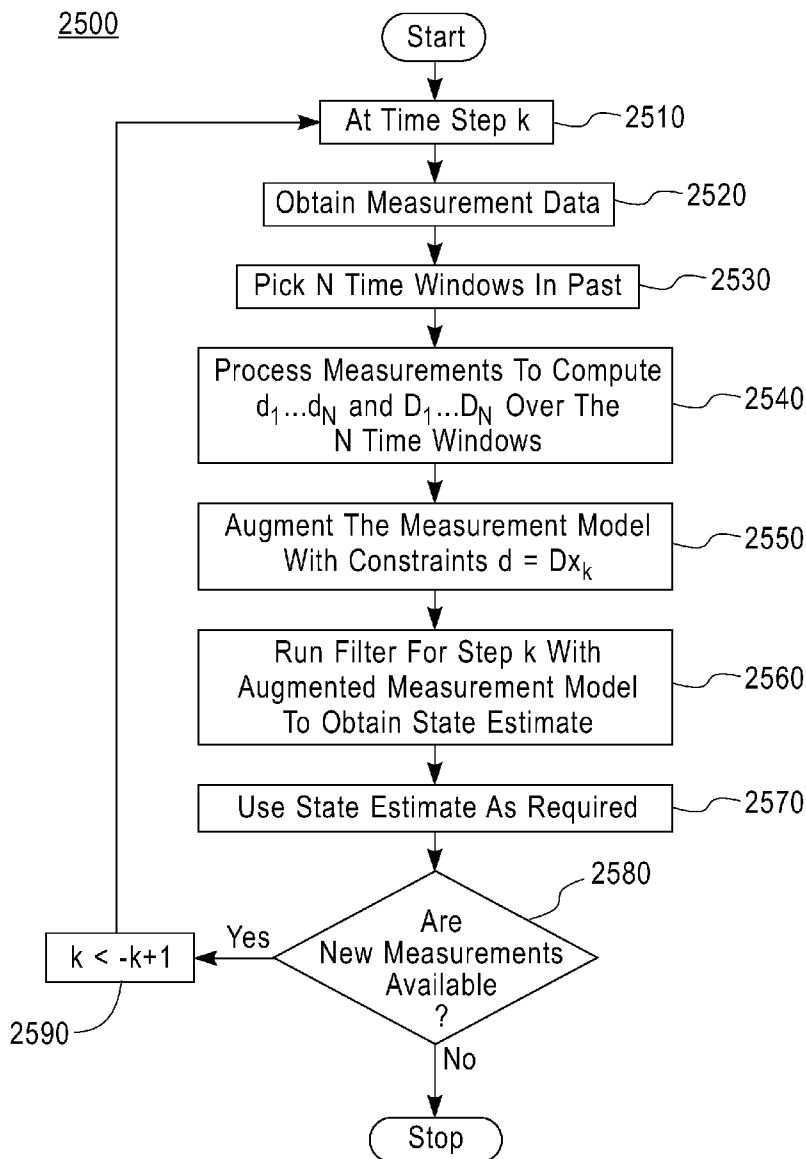 2500
Start
At Time Step k
2510
Obtain Measurement Data
2520
Pick N Time Windows In Past
2530
Process Measurements To Compute
d₁...d_N and D₁...D_N Over The
N Time Windows
2540
Augment The Measurement Model
With Constraints d = Dx_k
2550
Run Filter For Step k With
Augmented Measurement Model
To Obtain State Estimate
2560
Use State Estimate As Required
2570
2580
Are
New Measurements
Available
?
Yes
k < -k+1
2590
No
Stop